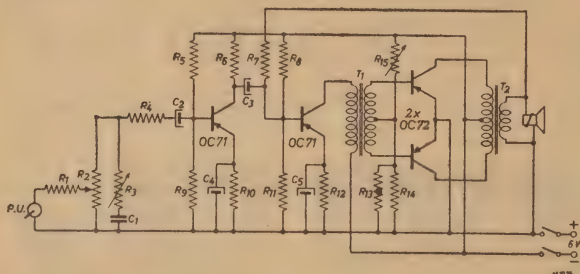 R5
R6
R7
R8
R15
T1
T2
C2
C3
R4
2x
OC72
OC71
OC71
R1
R2
R3
C4
C5
R9
R10
R11
R12
R13
R14
P.U.
C1
+
6V
-